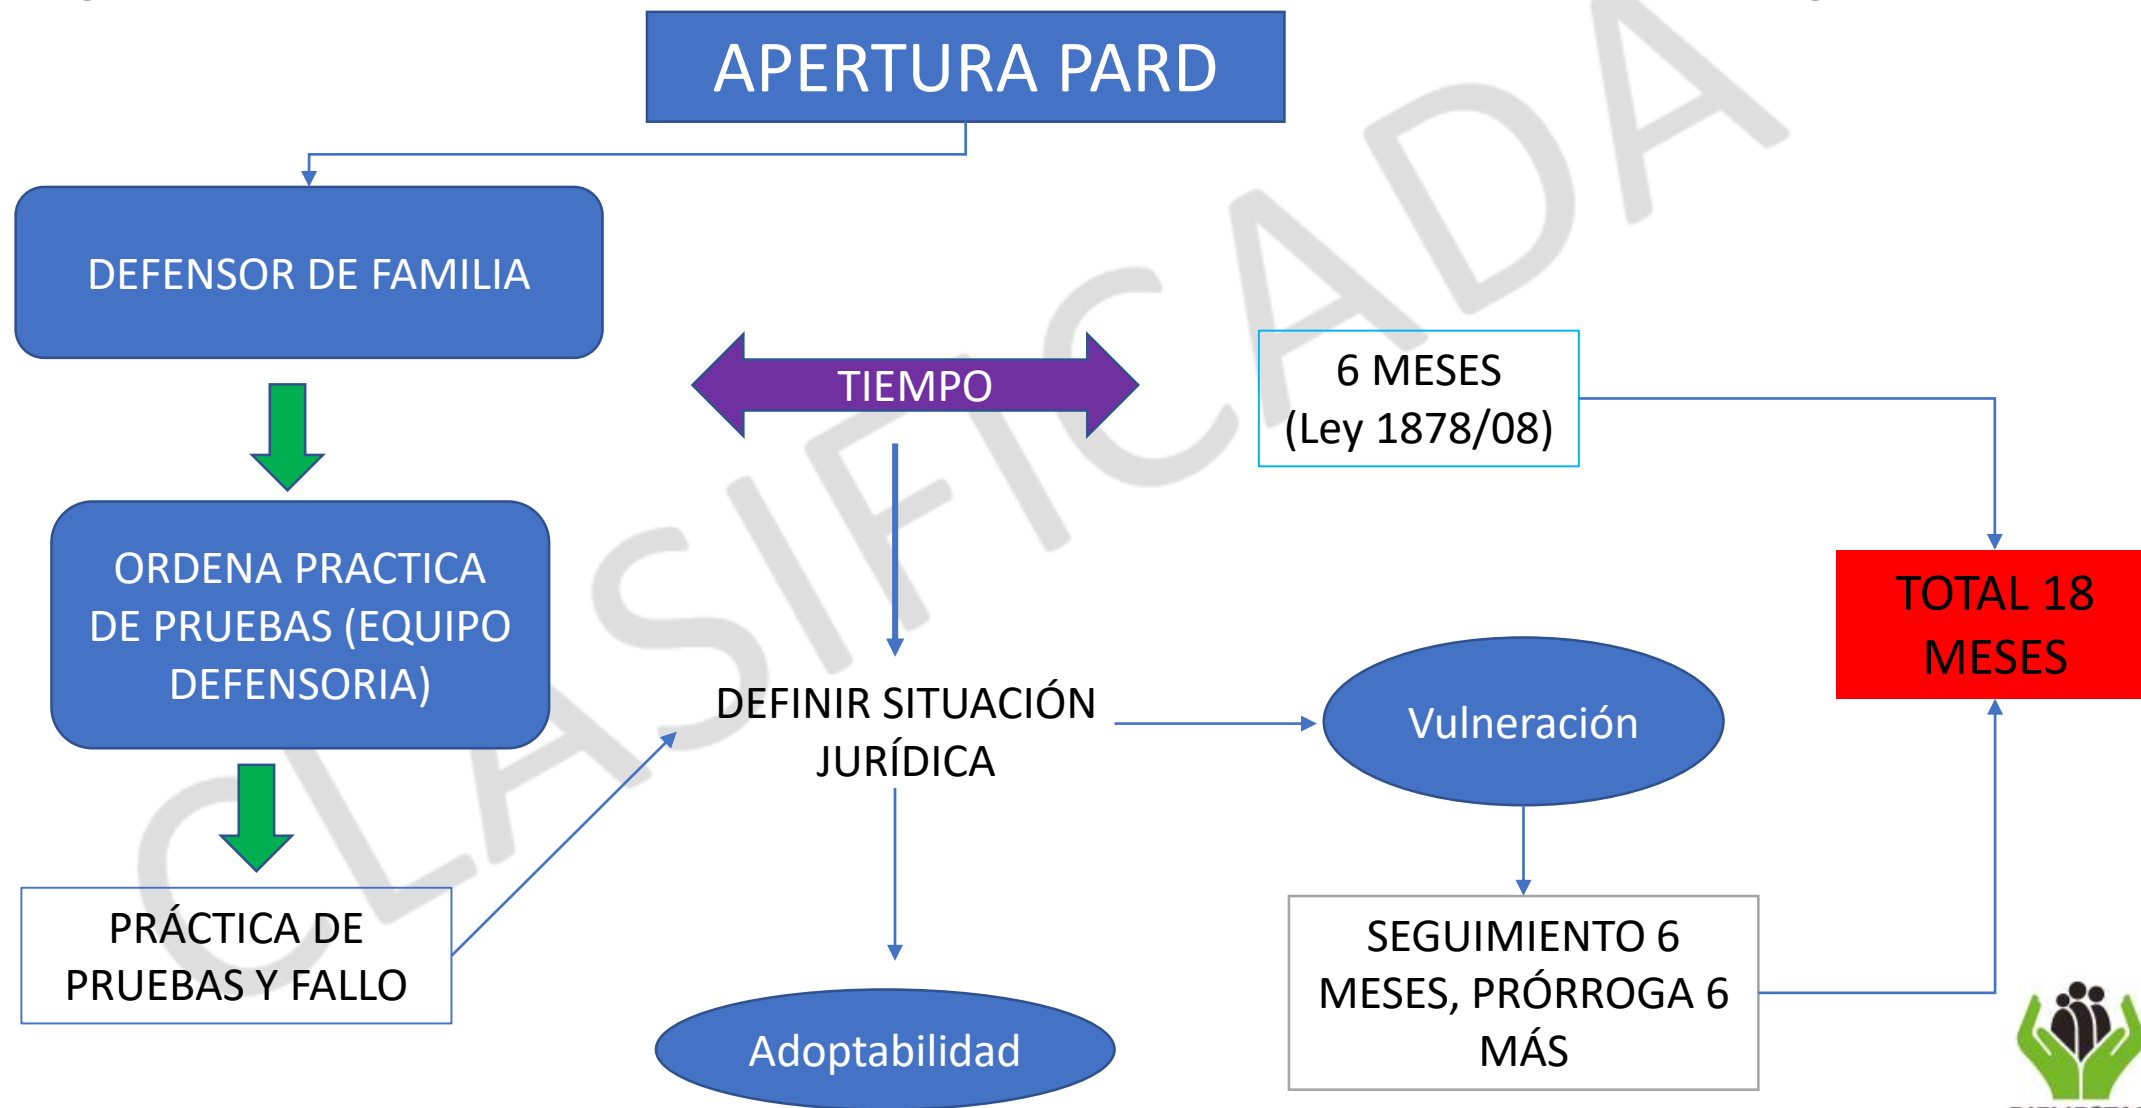 APERTURA PARD
DEFENSOR DE FAMILIA
TIEMPO
6 MESES
(Ley 1878/08)
ORDENA PRACTICA
DE PRUEBAS (EQUIPO
DEFENSORIA)
TOTAL 18
MESES
DEFINIR SITUACIÓN
JURÍDICA
Vulneración
PRÁCTICA DE
PRUEBAS Y FALLO
SEGUIMIENTO 6
MESES, PRÓRROGA 6
MÁS
Adoptabilidad
CLASIFICADA